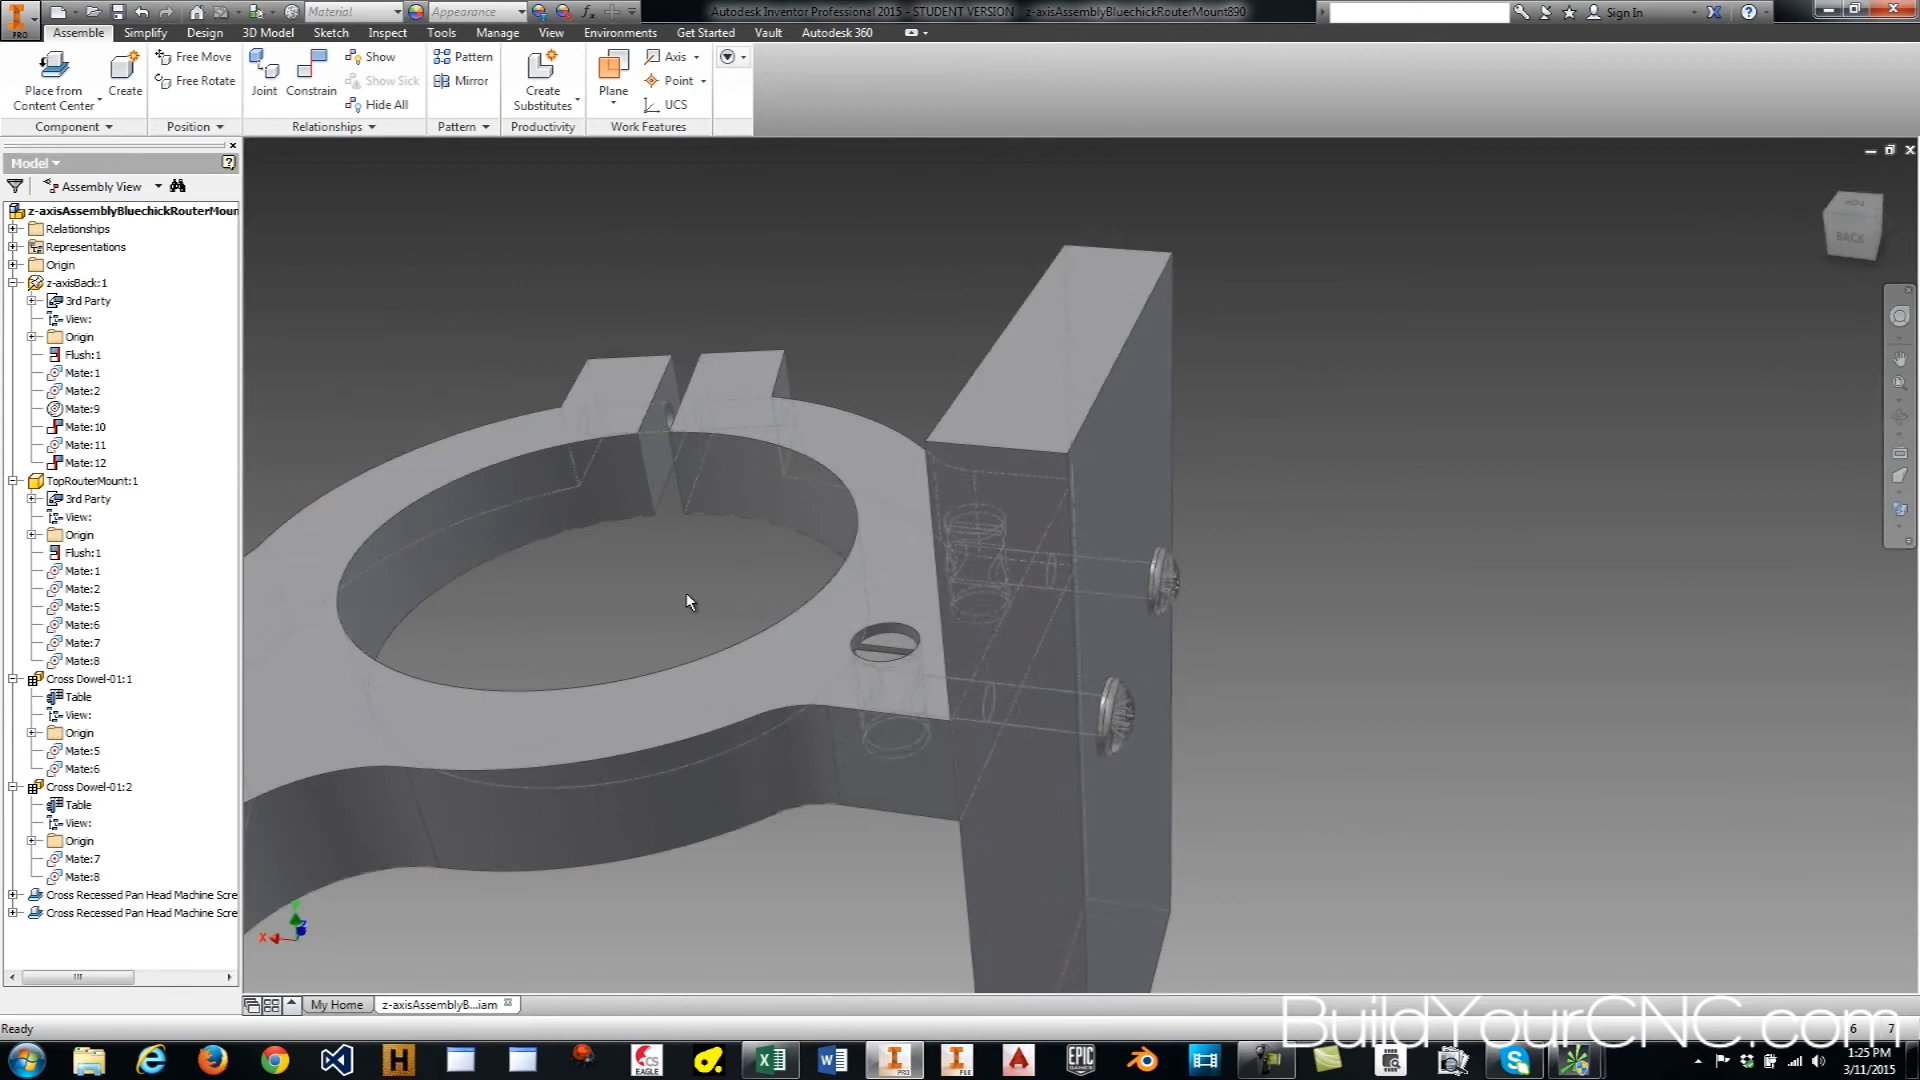 Material
Appearance
Autodesk Inventor Professional 2015 - STUDENT VERSION z-axisAssemblyBluechickRouterMount890
Sign In
PRO
Assemble Simplify Design 3D Model Sketch Inspect Tools Manage View Environments Get Started Vault Autodesk 360
Place from
Content Center
Create
Free Move
Free Rotate
Joint
Constrain
Show
Show Sick
Hide All
Pattern
Mirror
Create
Substitutes
Plane
Axis
Point
UCS
Component
Position
Relationships
Pattern
Productivity
Work Features
Model
Assembly View
z-axisAssemblyBluechickRouterMoun
Relationships
Representations
Origin
z-axisBack:1
3rd Party
View:
Origin
Flush:1
Mate:1
Mate:2
Mate:9
Mate:10
Mate:11
Mate:12
TopRouterMount:1
3rd Party
View:
Origin
Flush:1
Mate:1
Mate:2
Mate:5
Mate:6
Mate:7
Mate:8
Cross Dowel-01:1
Table
View:
Origin
Mate:5
Mate:6
Cross Dowel-01:2
Table
View:
Origin
Mate:7
Mate:8
Cross Recessed Pan Head Machine Scre
Cross Recessed Pan Head Machine Scre
TOP
BACK
X
My Home
z-axisAssemblyB...iam
BuildYourCNC.com
Ready
6 7
EAGLE
EPIC
PRO
1:25 PM
3/11/2015